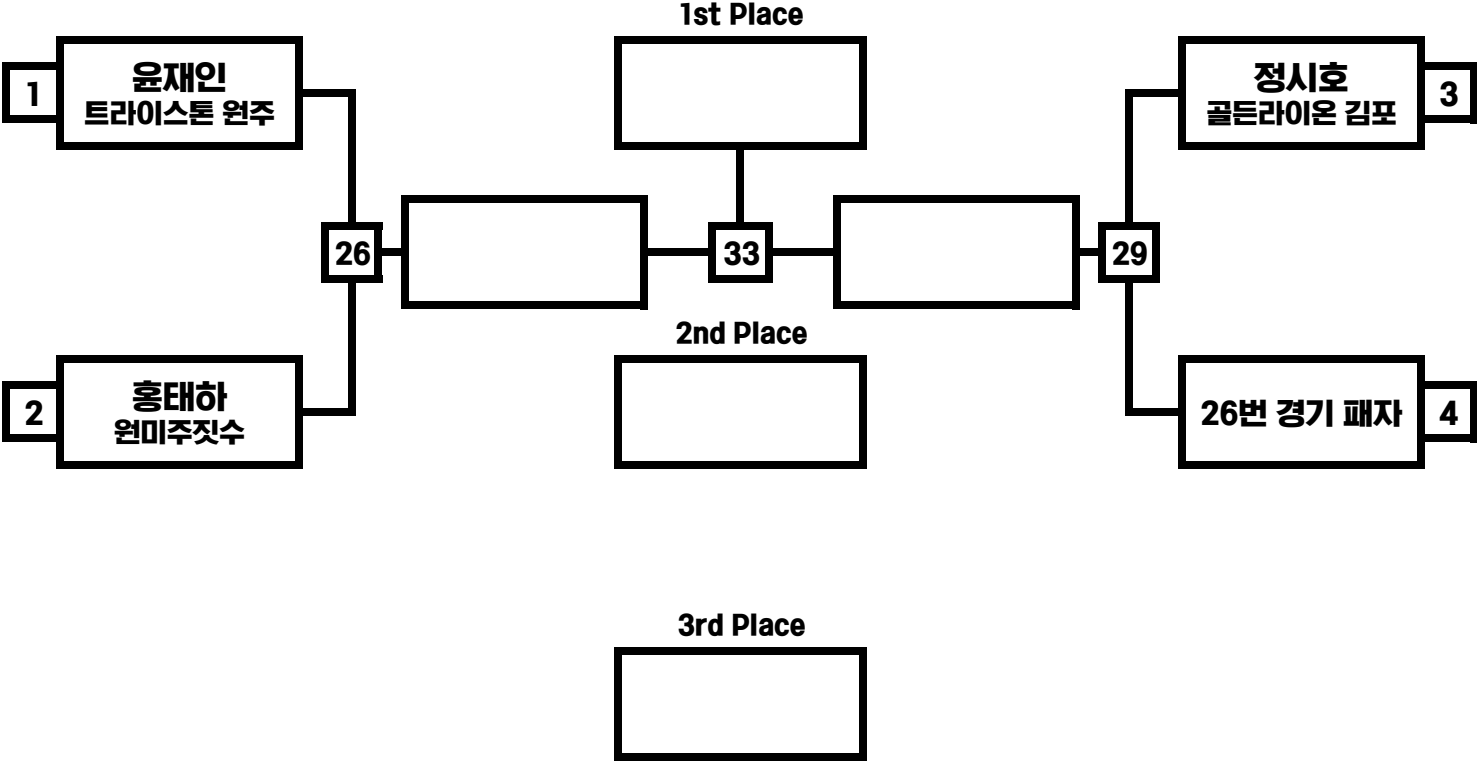 1st Place
1
윤재인
트라이스톤 원주
정시호
골든라이온 김포
3
26
33
29
2nd Place
2
홍태하
원미주짓수
26번 경기 패자
4
3rd Place